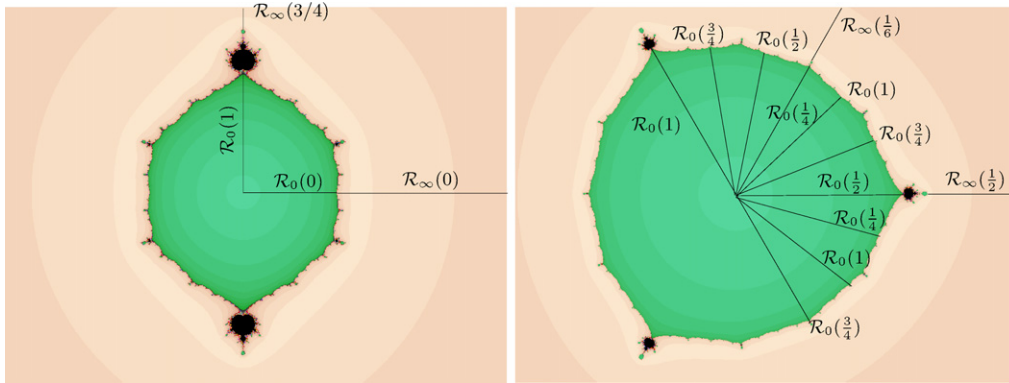 ℛ∞(3/4)
ℛ₀(1)
ℛ₀(0)
ℛ∞(0)
ℛ₀(3/4)
ℛ₀(1/2)
ℛ∞(1/6)
ℛ₀(1)
ℛ₀(1/4)
ℛ₀(1)
ℛ₀(3/4)
ℛ₀(1/2)
ℛ∞(1/2)
ℛ₀(1/4)
ℛ₀(1)
ℛ₀(3/4)